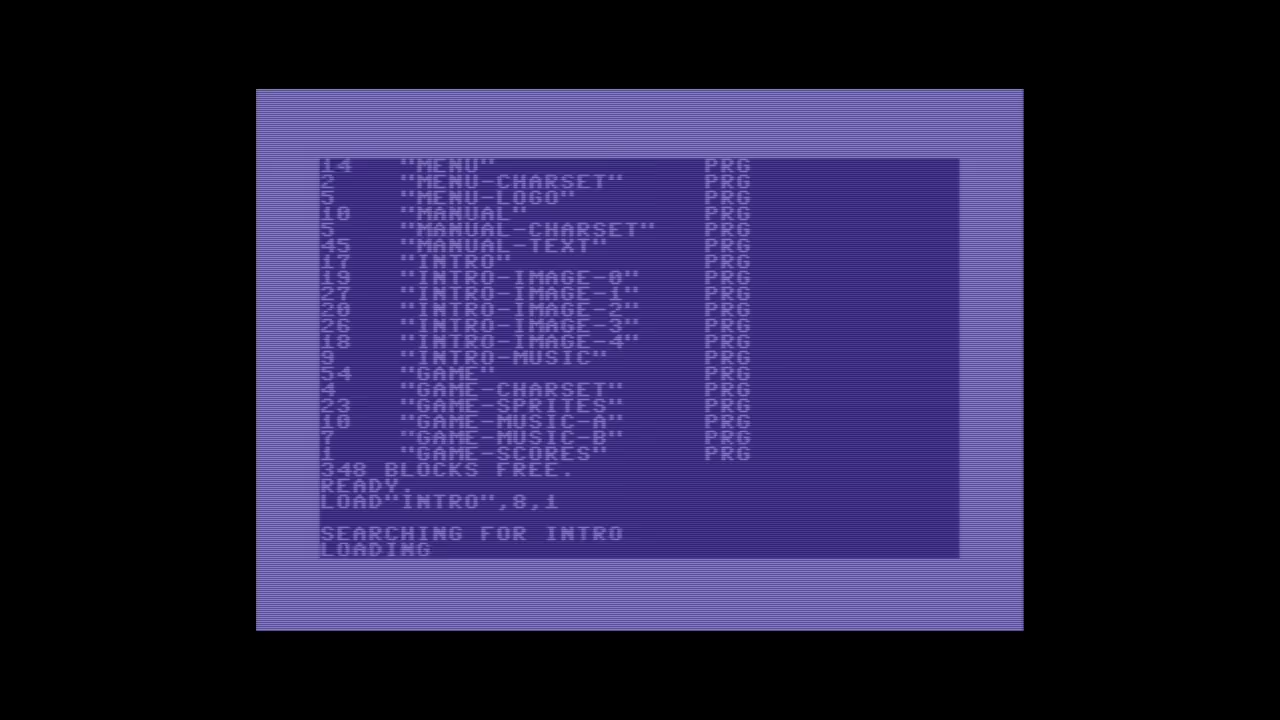 14 "MENU" PRG
2 "MENU-CHARSET" PRG
5 "MENU-LOGO" PRG
10 "MANUAL" PRG
5 "MANUAL-CHARSET" PRG
45 "MANUAL-TEXT" PRG
17 "INTRO" PRG
19 "INTRO-IMAGE-0" PRG
27 "INTRO-IMAGE-1" PRG
20 "INTRO-IMAGE-2" PRG
26 "INTRO-IMAGE-3" PRG
18 "INTRO-IMAGE-4" PRG
9 "INTRO-MUSIC" PRG
54 "GAME" PRG
4 "GAME-CHARSET" PRG
23 "GAME-SPRITES" PRG
10 "GAME-MUSIC-A" PRG
7 "GAME-MUSIC-B" PRG
1 "GAME-SCORES" PRG
348 BLOCKS FREE.
READY.
LOAD"INTRO",8,1
SEARCHING FOR INTRO
LOADING